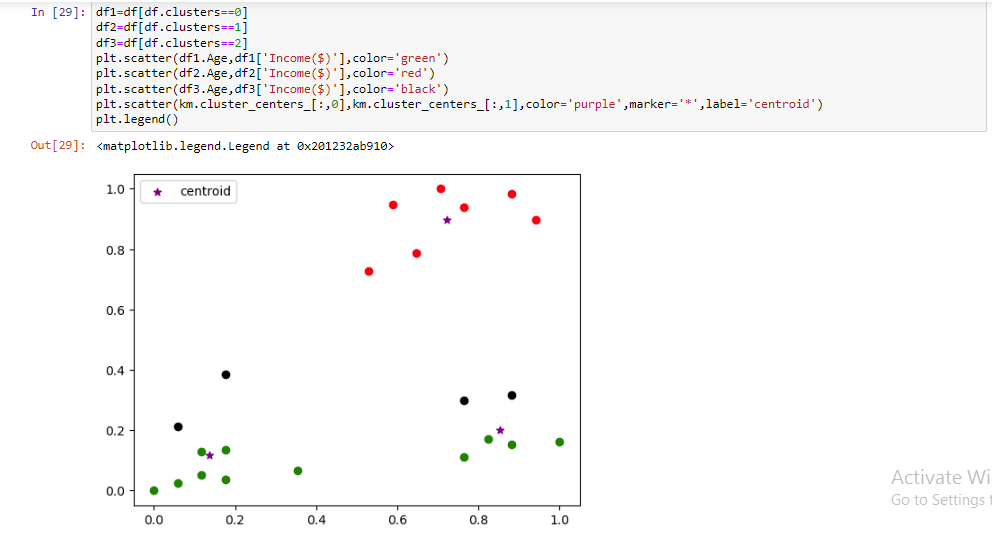 In [29]: df1=df[df.clusters==0]
df2=df[df.clusters==1]
df3=df[df.clusters==2]
plt.scatter(df1.Age,df1['Income($)'],color='green')
plt.scatter(df2.Age,df2['Income($)'],color='red')
plt.scatter(df3.Age,df3['Income($)'],color='black')
plt.scatter(km.cluster_centers_[:,0],km.cluster_centers_[:,1],color='purple',marker='*',label='centroid')
plt.legend()
Out[29]: <matplotlib.legend.Legend at 0x201232ab910>
centroid
1.0
0.8
0.6
0.4
0.2
0.0
0.0 0.2 0.4 0.6 0.8 1.0
Activate Wi
Go to Settings t